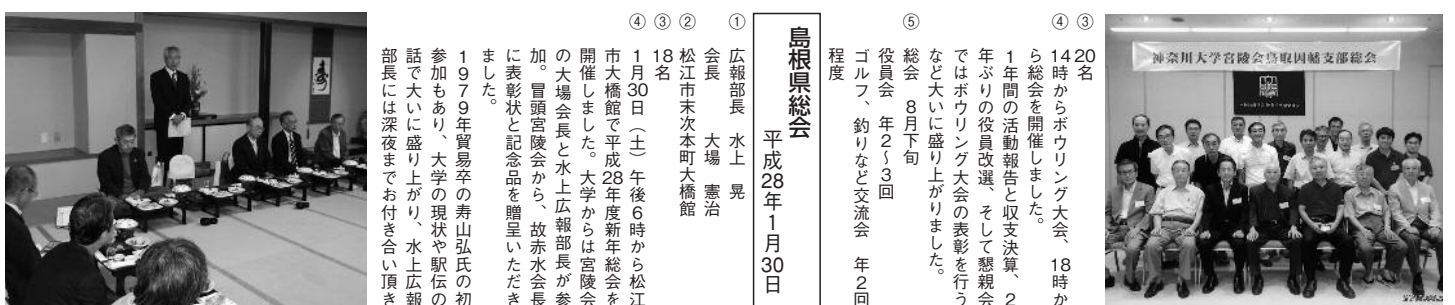 神奈川大学宮陵会鳥取因幡支部総会
③ 20名
④ 14時からボウリング大会、18時か
ら総会を開催しました。
1年間の活動報告と収支決算、2
年ぶりの役員改選、そして懇親会
ではボウリング大会の表彰を行う
など大いに盛り上がりました。
⑤ 総会 8月下旬
役員会 年2～3回
ゴルフ、釣りなど交流会 年2回
程度
島根県総会
平成28年1月30日
① 広報部長 水上 晃
会長 大場 憲治
② 松江市末次本町大橋館
③ 18名
④ 1月30日（土）午後6時から松江
市大橋館で平成28年度新年総会を
開催しました。大学からは宮陵会
の大場会長と水上広報部長が参
加。冒頭宮陵会から、故赤水会長
に表彰状と記念品を贈呈いただき
ました。
1979年貿易卒の寿山弘氏の初
参加もあり、大学の現状や駅伝の
話で大いに盛り上がり、水上広報
部長には深夜までお付き合い頂き
寿